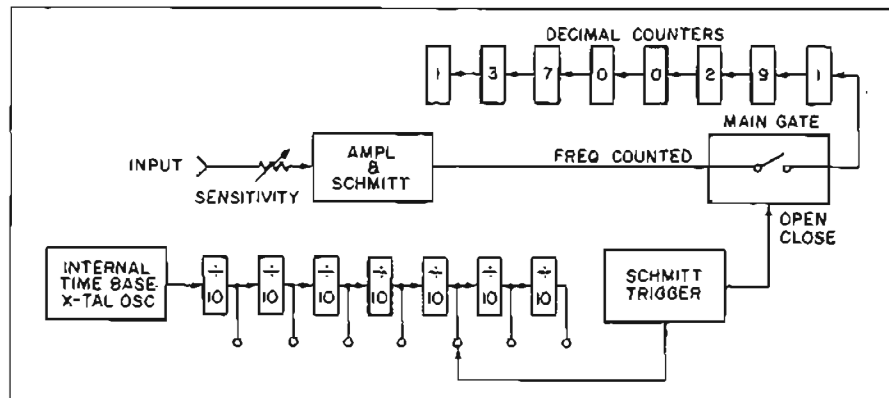 DECIMAL COUNTERS
1 3 7 0 0 2 9 1
MAIN GATE
INPUT
SENSITIVITY
AMPL
&
SCHMITT
FREQ COUNTED
OPEN
CLOSE
INTERNAL
TIME BASE
X-TAL OSC
÷ ÷ ÷ ÷ ÷ ÷ ÷
10 10 10 10 10 10 10
SCHMITT
TRIGGER